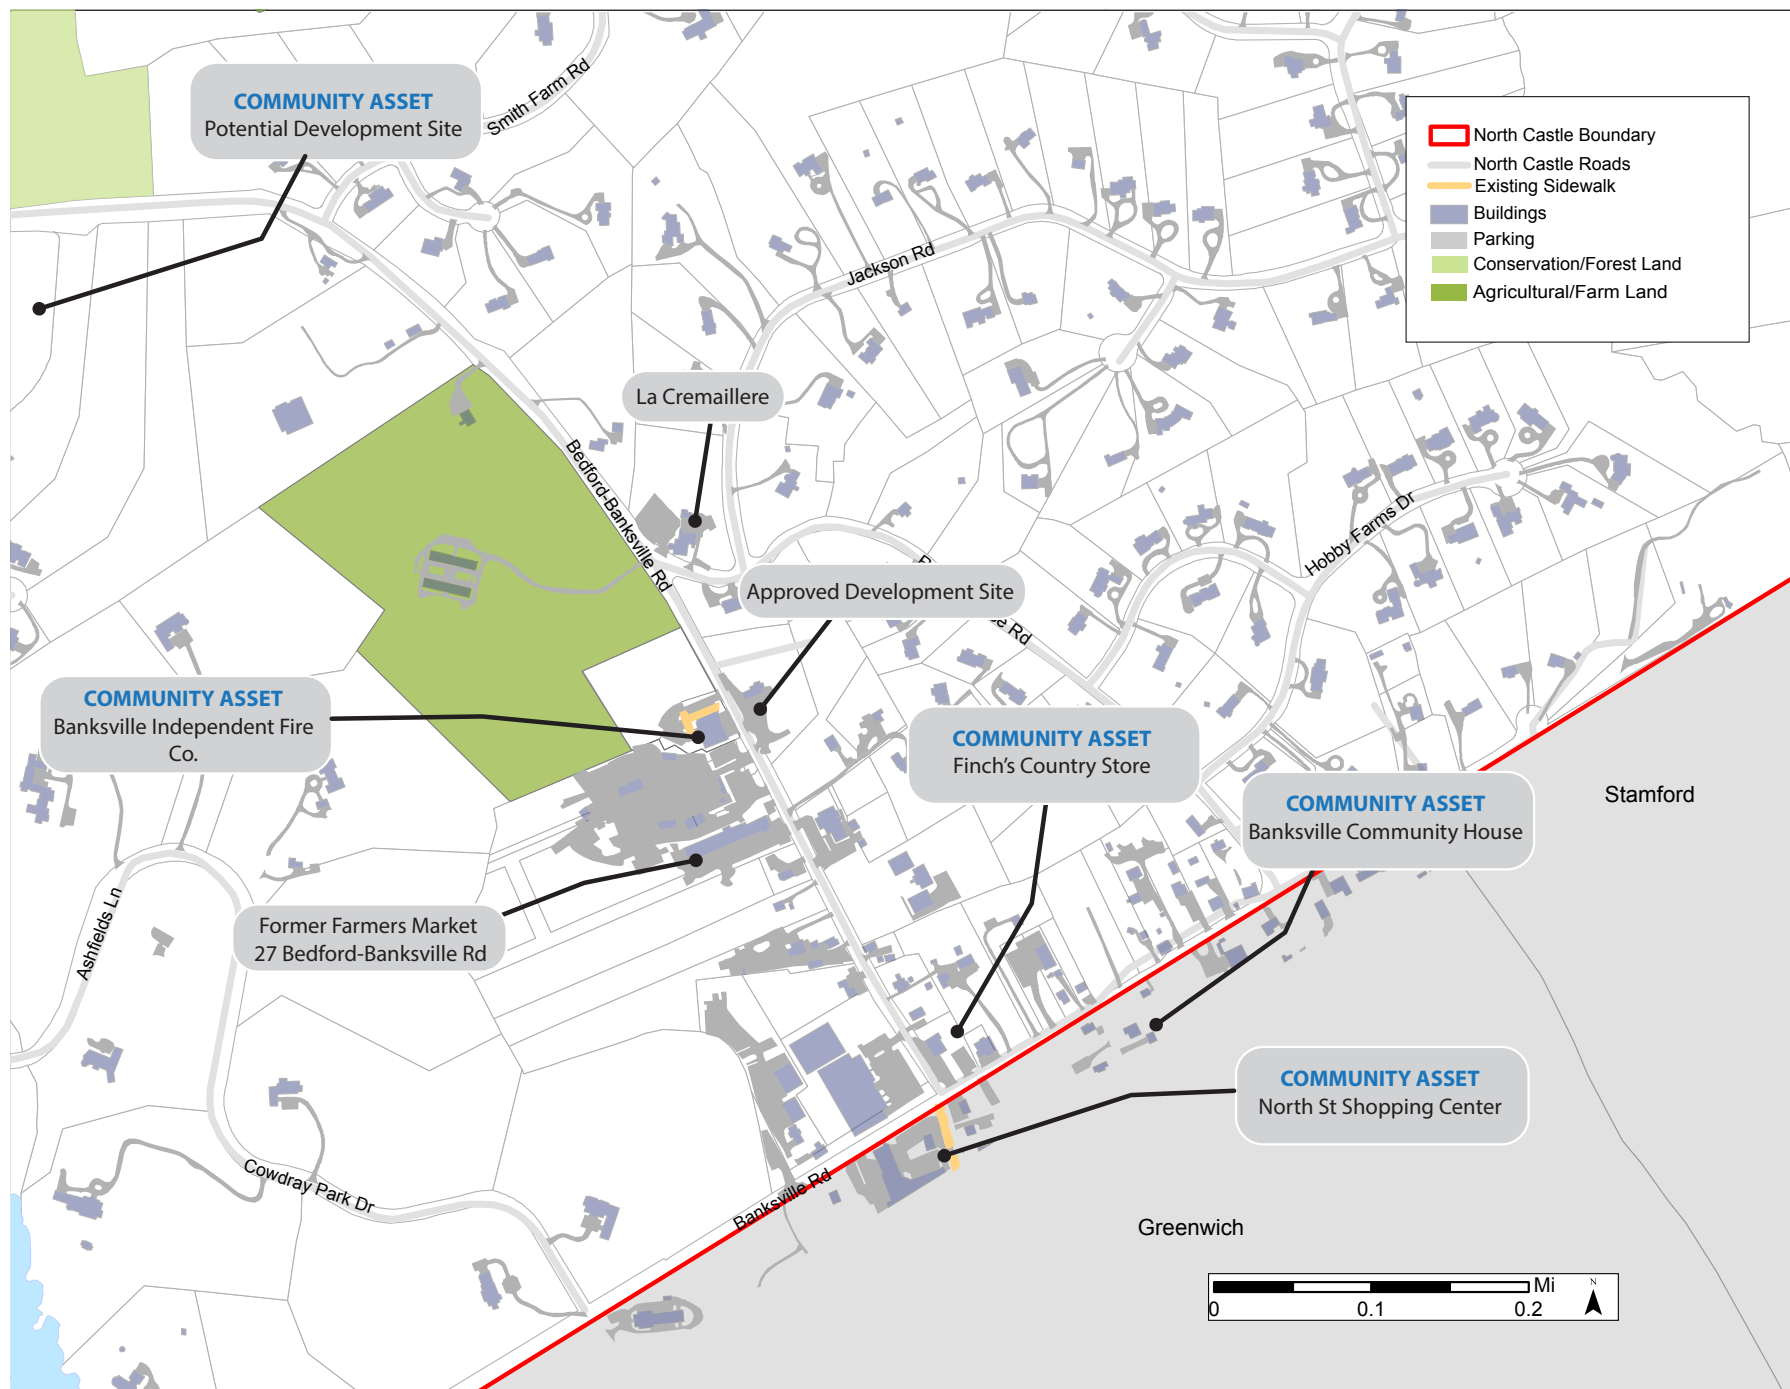 COMMUNITY ASSET
Potential Development Site
Smith Farm Rd
North Castle Boundary
North Castle Roads
Existing Sidewalk
Buildings
Parking
Conservation/Forest Land
Agricultural/Farm Land
Jackson Rd
La Cremaillere
Bedford-Banksville Rd
Hobby Farms Dr
Approved Development Site
Rd
COMMUNITY ASSET
Banksville Independent Fire
Co.
COMMUNITY ASSET
Finch's Country Store
COMMUNITY ASSET
Banksville Community House
Stamford
Ashfields Ln
Former Farmers Market
27 Bedford-Banksville Rd
COMMUNITY ASSET
North St Shopping Center
Cowdray Park Dr
Banksville Rd
Greenwich
Mi
0
0.1
0.2
N